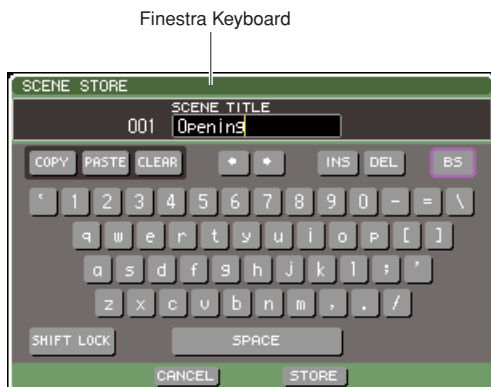 Finestra Keyboard
SCENE STORE
SCENE TITLE
001 Opening
COPY PASTE CLEAR INS DEL BS
` 1 2 3 4 5 6 7 8 9 0 - = \
q w e r t y u i o p [ ]
a s d f g h j k l ; '
z x c v b n m , . /
SHIFT LOCK SPACE
CANCEL STORE